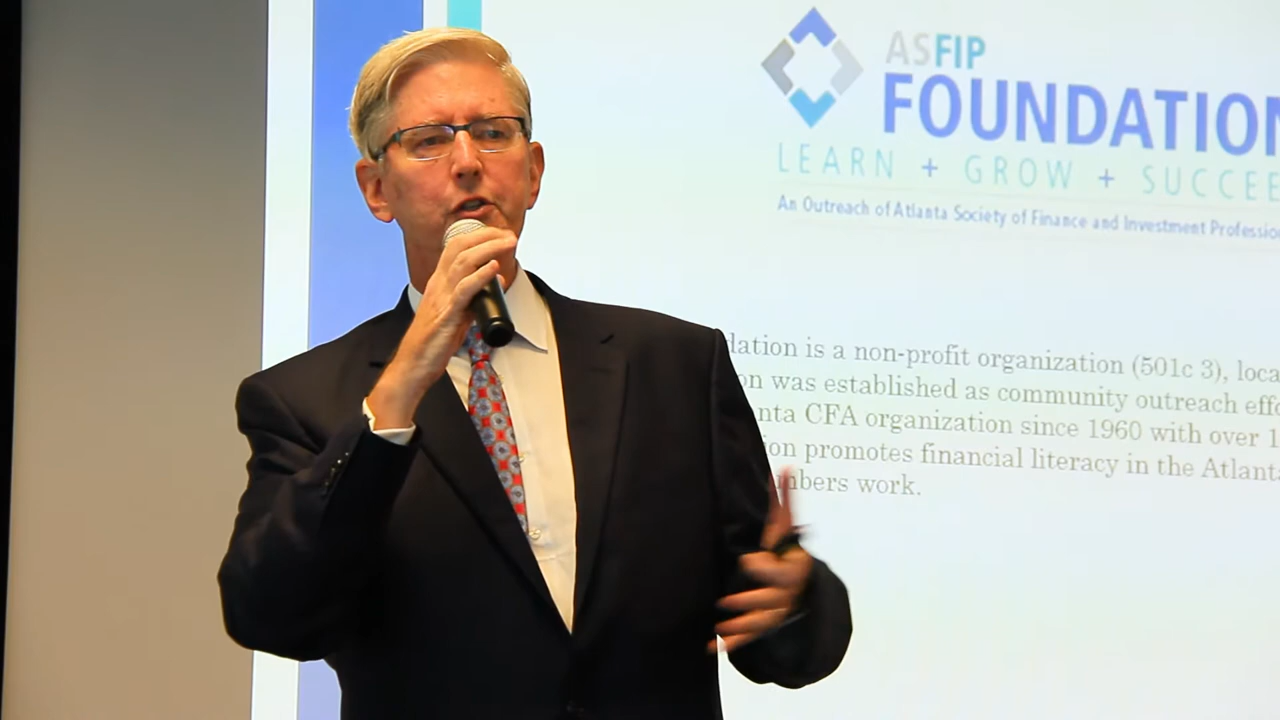 ASFIP
FOUNDATION
LEARN + GROW + SUCCEE
An Outreach of Atlanta Society of Finance and Investment Professio
dation is a non-profit organization (501c 3), loca
on was established as community outreach effo
nta CFA organization since 1960 with over 1
ion promotes financial literacy in the Atlanta
mbers work.